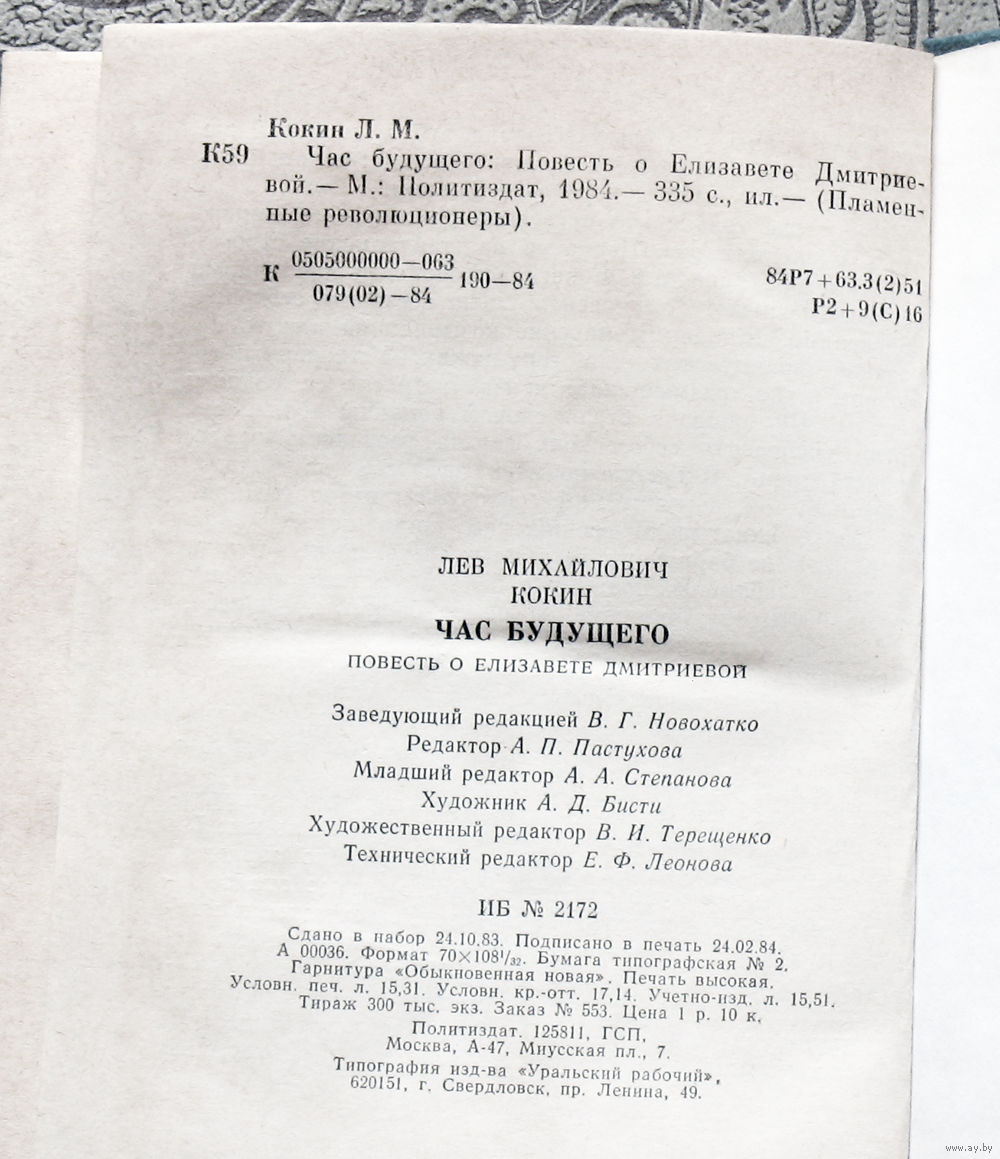 Кокин Л. М.
К59 Час будущего: Повесть о Елизавете Дмитрие-
вой.— М.: Политиздат, 1984.— 335 с., ил.— (Пламен-
ные революционеры).
К 0505000000—063
079(02)—84
190—84
84Р7+63.3(2)51
Р2+9(С)16
ЛЕВ МИХАЙЛОВИЧ
КОКИН
ЧАС БУДУЩЕГО
ПОВЕСТЬ О ЕЛИЗАВЕТЕ ДМИТРИЕВОЙ
Заведующий редакцией В. Г. Новохатко
Редактор А. П. Пастухова
Младший редактор А. А. Степанова
Художник А. Д. Бисти
Художественный редактор В. И. Терещенко
Технический редактор Е. Ф. Леонова
ИБ № 2172
Сдано в набор 24.10.83. Подписано в печать 24.02.84.
А 00036. Формат 70×108¹/₃₂. Бумага типографская № 2.
Гарнитура «Обыкновенная новая». Печать высокая.
Условн. печ. л. 15,31. Условн. кр.-отт. 17,14. Учетно-изд. л. 15,51.
Тираж 300 тыс. экз. Заказ № 553. Цена 1 р. 10 к.
Политиздат. 125811, ГСП,
Москва, А-47, Миусская пл., 7.
Типография изд-ва «Уральский рабочий»,
620151, г. Свердловск, пр. Ленина, 49.
www.ay.by